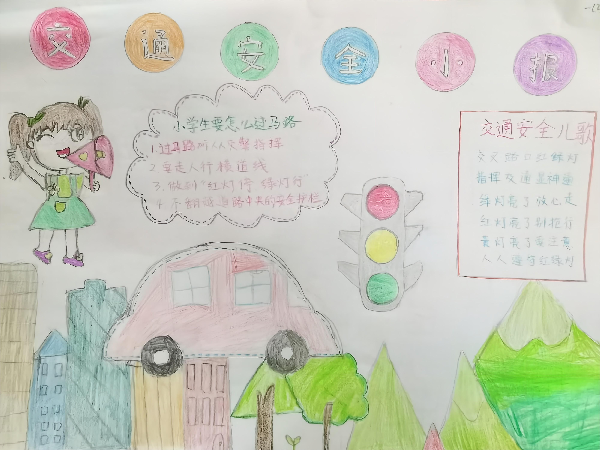 交通安全小报
小学生要怎么过马路
1.过马路听从交警指挥
2.要走人行横道线
3.做到"红灯停 绿灯行"
4.不翻越道路中央的安全护栏
交通安全儿歌
交叉路口红绿灯
指挥交通显神通
绿灯亮了放心走
红灯亮了别抢行
黄灯亮了要注意
人人遵守红绿灯